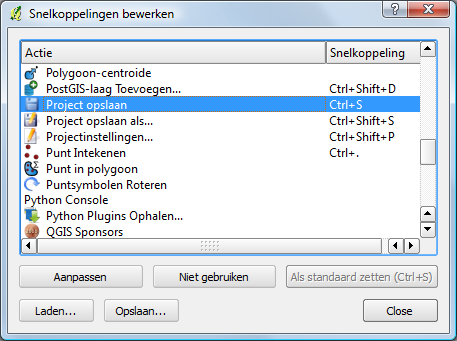 Snelkoppelingen bewerken
Actie Snelkoppeling
Polygoon-centroide
PostGIS-laag Toevoegen... Ctrl+Shift+D
Project opslaan Ctrl+S
Project opslaan als... Ctrl+Shift+S
Projectinstellingen... Ctrl+Shift+P
Punt Intekenen Ctrl+.
Punt in polygoon
Puntsymbolen Roteren
Python Console
Python Plugins Ophalen...
QGIS Sponsors
Aanpassen Niet gebruiken Als standaard zetten (Ctrl+S)
Laden... Opslaan... Close